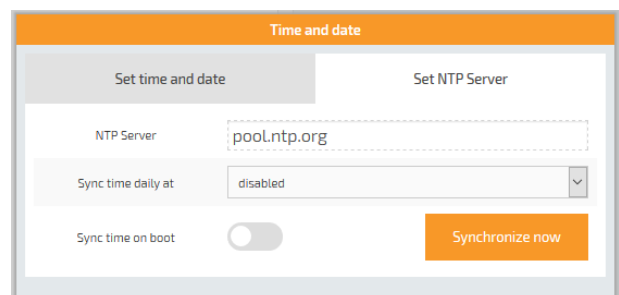 Time and date
Set time and date
Set NTP Server
NTP Server
pool.ntp.org
Sync time daily at
disabled
Sync time on boot
Synchronize now